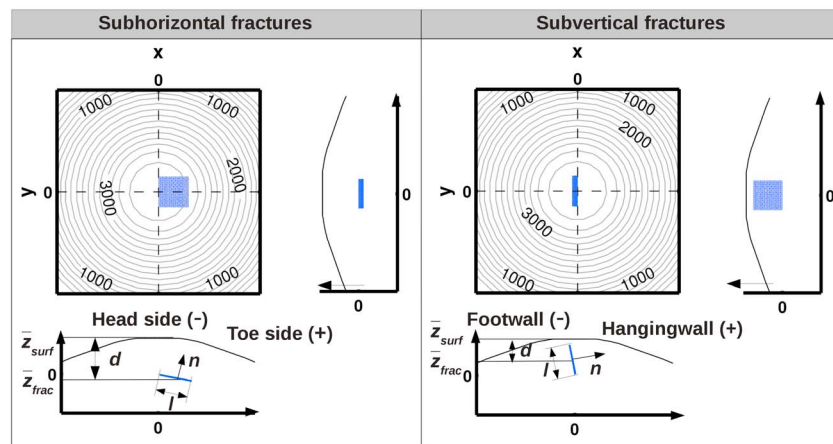 Subhorizontal fractures
Subvertical fractures
x
0
1000
1000
2000
3000
y
0
1000
1000
0
0
Head side (-)
Toe side (+)
z̅surf
d
n
0
z̅frac
l
0
x
0
1000
1000
2000
3000
y
0
1000
1000
0
0
Footwall (-)
Hangingwall (+)
z̅surf
d
z̅frac
l
n
0
0